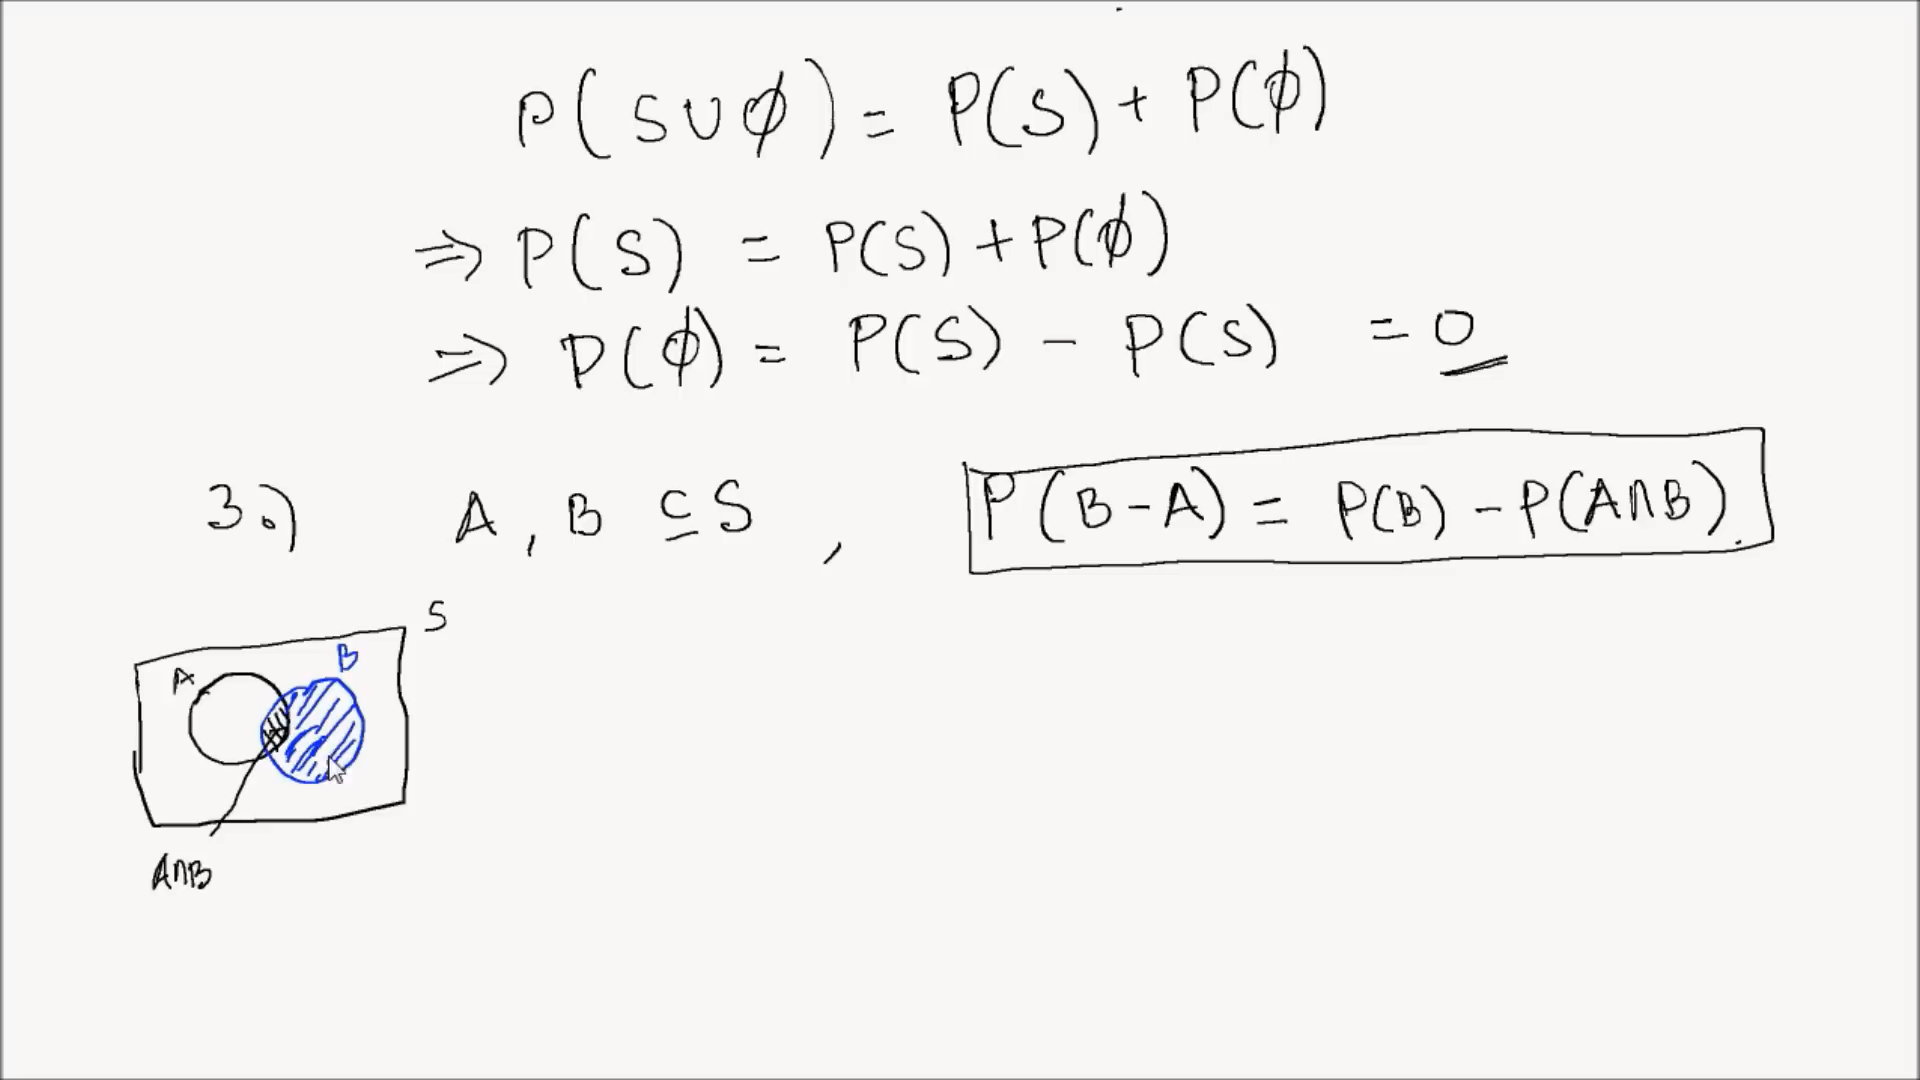 P(S∪ϕ) = P(S) + P(ϕ)
⇒ P(S) = P(S) + P(ϕ)
⇒ P(ϕ) = P(S) - P(S) = 0
3.) A, B ⊆ S, P(B-A) = P(B) - P(A∩B).
S
B
A
A∩B